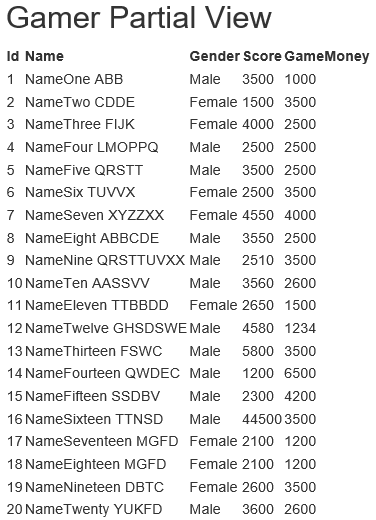 Gamer Partial View
Id Name Gender Score GameMoney
1 NameOne ABB Male 3500 1000
2 NameTwo CDDE Female 1500 3500
3 NameThree FIJK Female 4000 2500
4 NameFour LMOPPQ Male 2500 2500
5 NameFive QRSTT Male 3500 2500
6 NameSix TUVVX Female 2500 3500
7 NameSeven XYZZXX Female 4550 4000
8 NameEight ABBCDE Male 3550 2500
9 NameNine QRSTTUVXX Male 2510 3500
10 NameTen AASSVV Male 3560 2600
11 NameEleven TTBBDD Female 2650 1500
12 NameTwelve GHSDSWE Male 4580 1234
13 NameThirteen FSWC Male 5800 3500
14 NameFourteen QWDEC Male 1200 6500
15 NameFifteen SSDBV Male 2300 4200
16 NameSixteen TTNSD Male 44500 3500
17 NameSeventeen MGFD Female 2100 1200
18 NameEighteen MGFD Female 2100 1200
19 NameNineteen DBTC Female 2600 3500
20 NameTwenty YUKFD Male 3600 2600